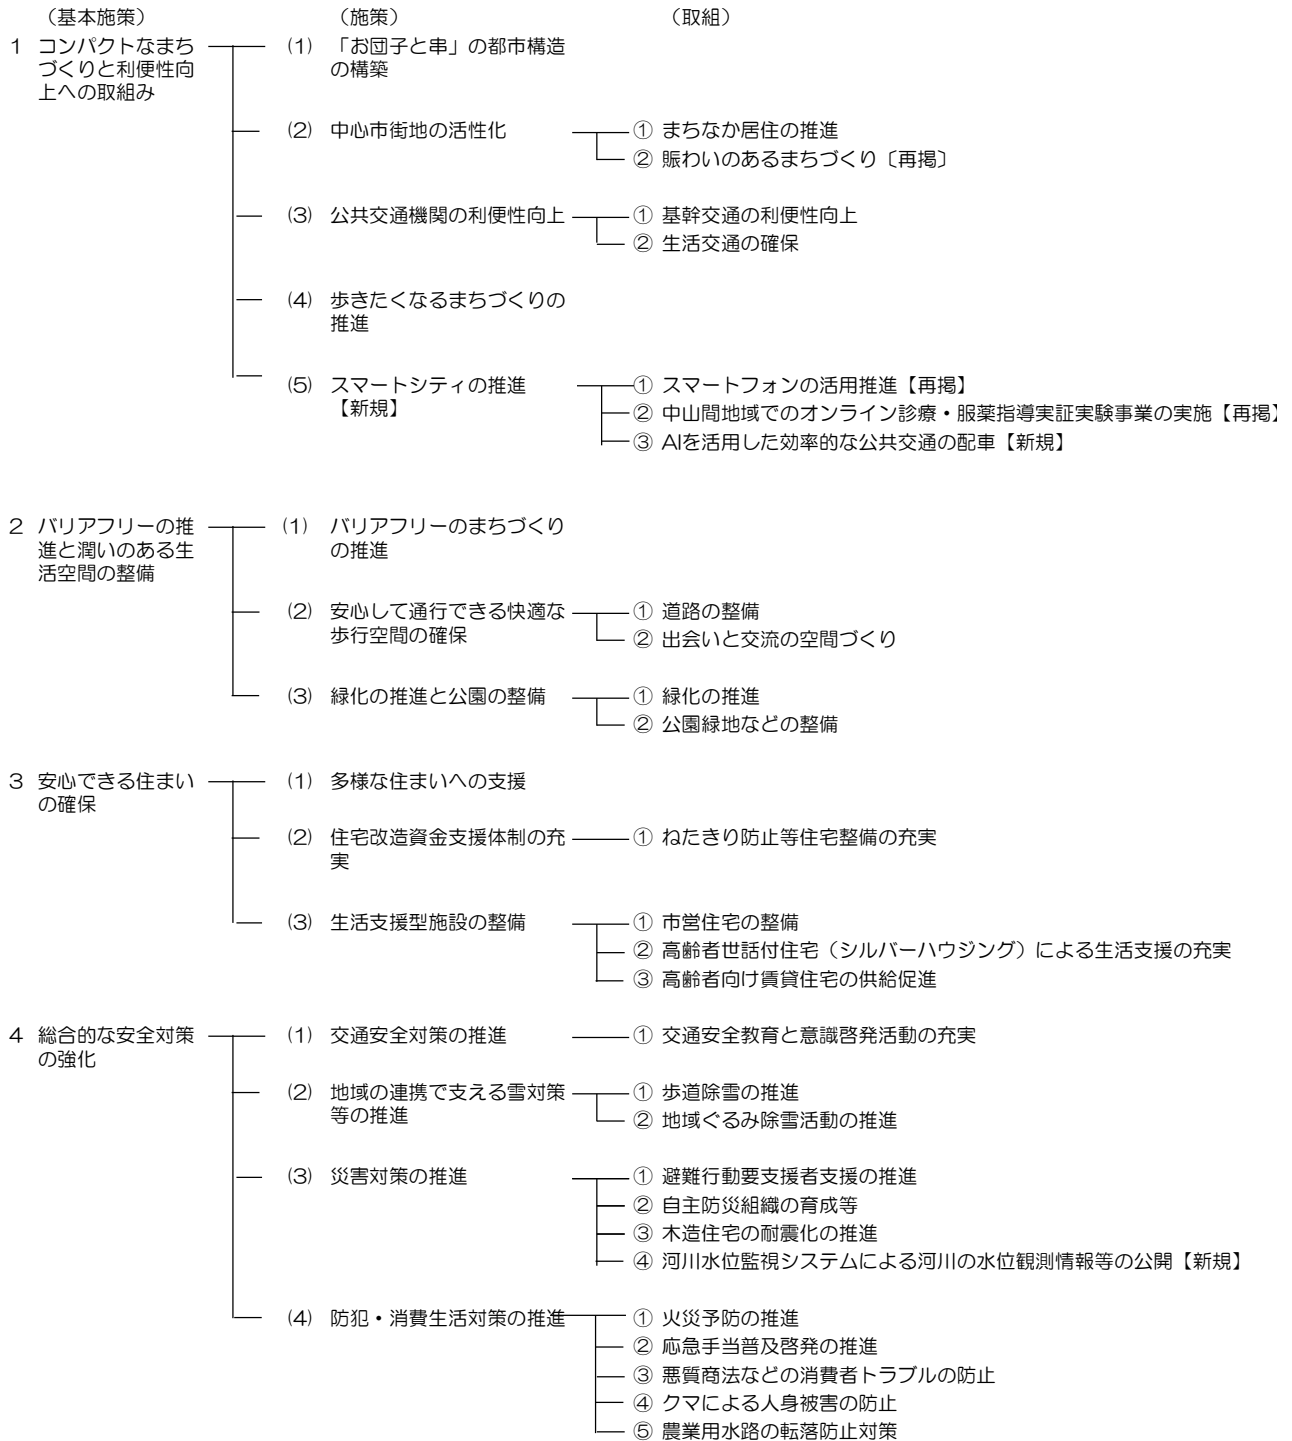 （基本施策） （施策） （取組）
1 コンパクトなまち (1) 「お団子と串」の都市構造
づくりと利便性向 の構築
上への取組み
(2) 中心市街地の活性化 ① まちなか居住の推進
② 賑わいのあるまちづくり〔再掲〕
(3) 公共交通機関の利便性向上 ① 基幹交通の利便性向上
② 生活交通の確保
(4) 歩きたくなるまちづくりの
推進
(5) スマートシティの推進 ① スマートフォンの活用推進【再掲】
【新規】 ② 中山間地域でのオンライン診療・服薬指導実証実験事業の実施【再掲】
③ AIを活用した効率的な公共交通の配車【新規】
2 バリアフリーの推 (1) バリアフリーのまちづくり
進と潤いのある生 の推進
活空間の整備
(2) 安心して通行できる快適な ① 道路の整備
歩行空間の確保 ② 出会いと交流の空間づくり
(3) 緑化の推進と公園の整備 ① 緑化の推進
② 公園緑地などの整備
3 安心できる住まい (1) 多様な住まいへの支援
の確保
(2) 住宅改造資金支援体制の充 ① ねたきり防止等住宅整備の充実
実
(3) 生活支援型施設の整備 ① 市営住宅の整備
② 高齢者世話付住宅（シルバーハウジング）による生活支援の充実
③ 高齢者向け賃貸住宅の供給促進
4 総合的な安全対策 (1) 交通安全対策の推進 ① 交通安全教育と意識啓発活動の充実
の強化
(2) 地域の連携で支える雪対策 ① 歩道除雪の推進
等の推進 ② 地域ぐるみ除雪活動の推進
(3) 災害対策の推進 ① 避難行動要支援者支援の推進
② 自主防災組織の育成等
③ 木造住宅の耐震化の推進
④ 河川水位監視システムによる河川の水位観測情報等の公開【新規】
(4) 防犯・消費生活対策の推進 ① 火災予防の推進
② 応急手当普及啓発の推進
③ 悪質商法などの消費者トラブルの防止
④ クマによる人身被害の防止
⑤ 農業用水路の転落防止対策